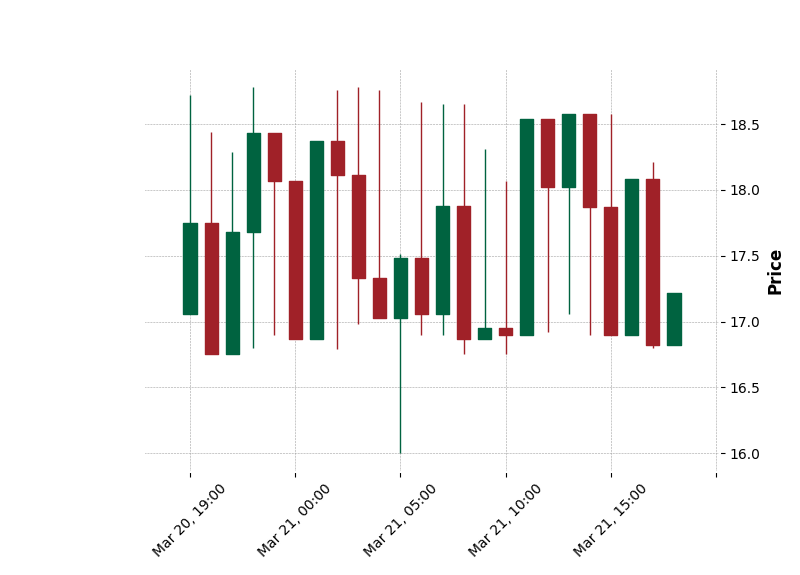 18.5
18.0
17.5
17.0
16.5
16.0
Price
Mar 20, 19:00
Mar 21, 00:00
Mar 21, 05:00
Mar 21, 10:00
Mar 21, 15:00